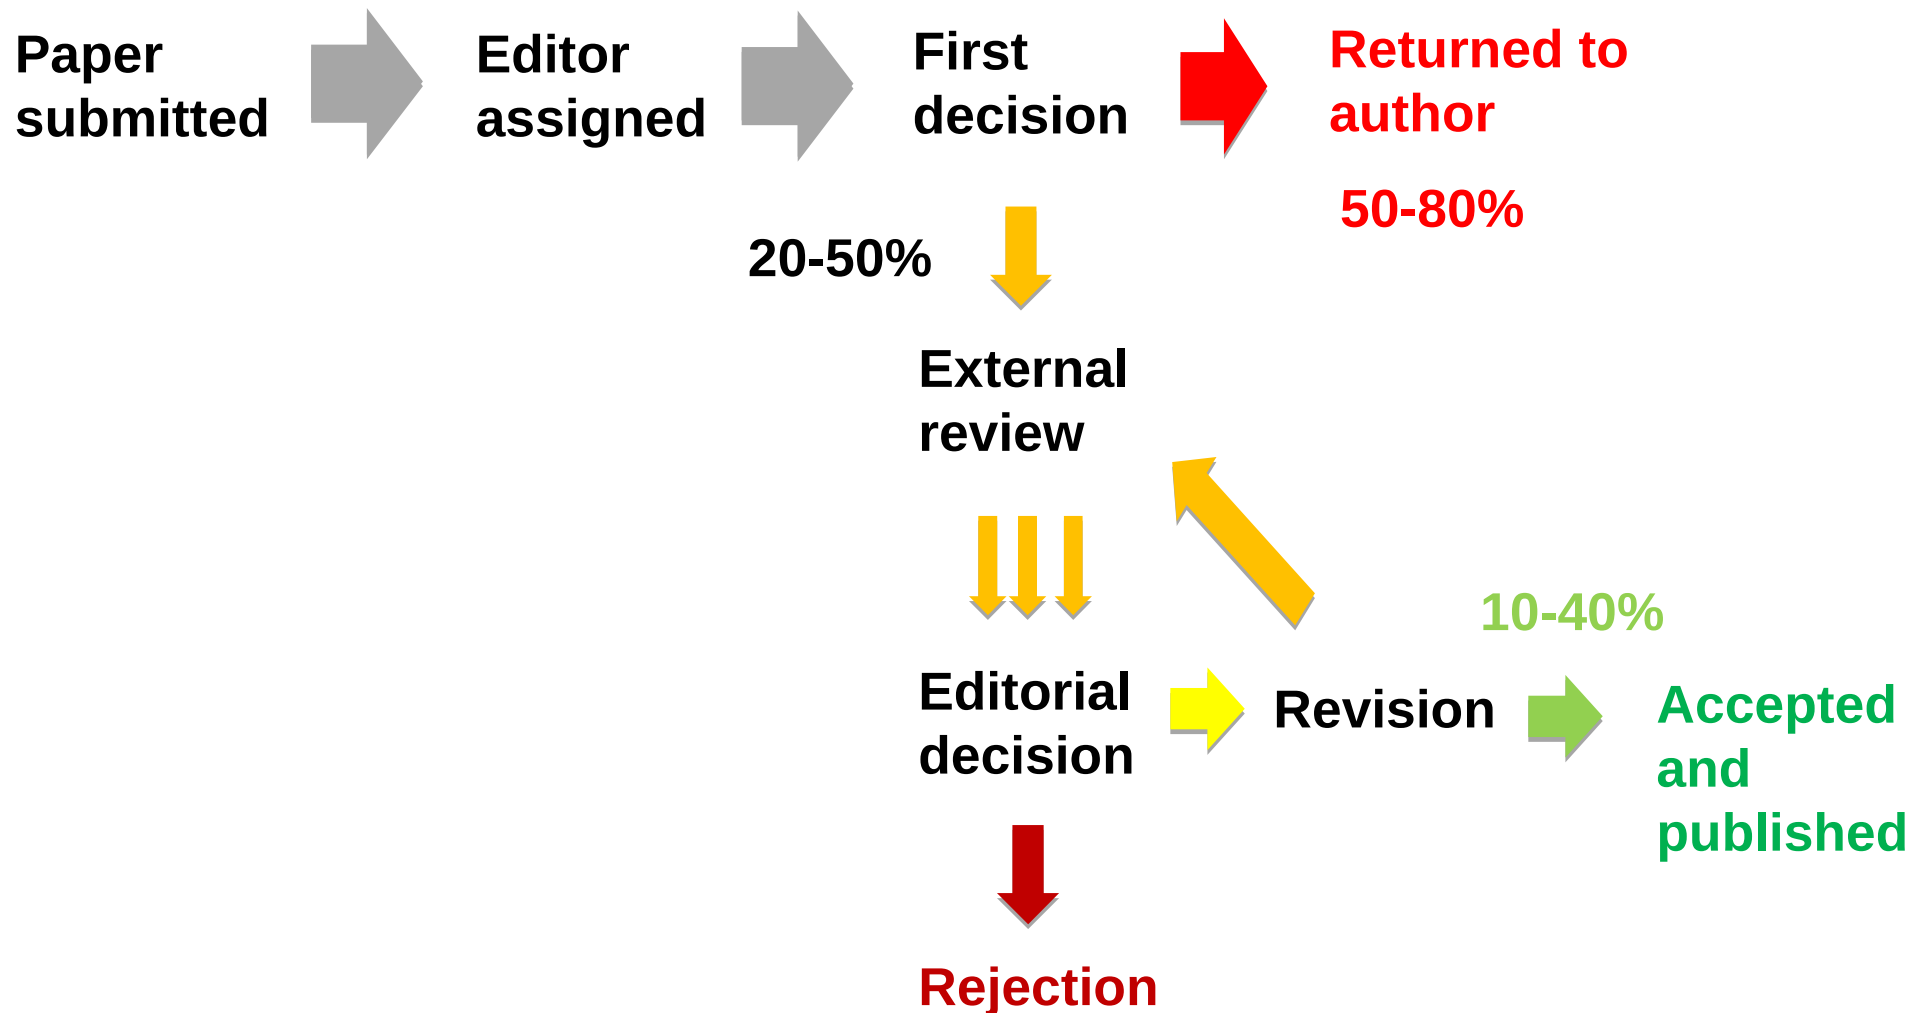 Paper
submitted
Editor
assigned
First
decision
Returned to
author
50-80%
20-50%
External
review
10-40%
Editorial
decision
Revision
Accepted
and
published
Rejection